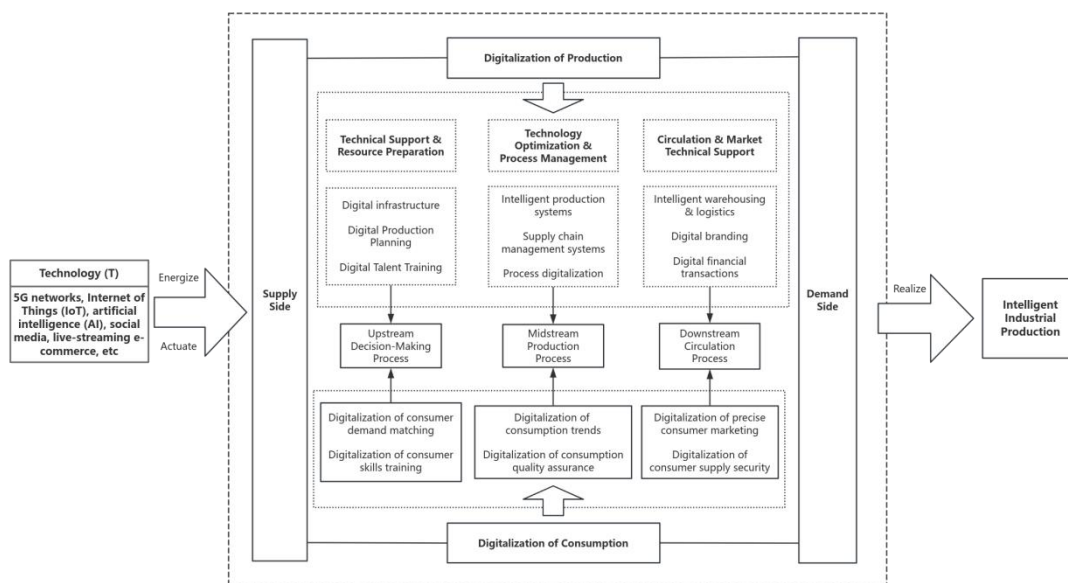 Digitalization of Production
Technical Support &
Resource Preparation
Technology
Optimization &
Process Management
Circulation & Market
Technical Support
Digital infrastructure
Digital Production
Planning
Digital Talent Training
Intelligent production
systems
Supply chain
management systems
Process digitalization
Intelligent warehousing
& logistics
Digital branding
Digital financial
transactions
Technology (T)
5G networks, Internet of
Things (IoT), artificial
intelligence (AI), social
media, live-streaming e-
commerce, etc
Energize
Actuate
Supply
Side
Upstream
Decision-Making
Process
Midstream
Production
Process
Downstream
Circulation
Process
Demand
Side
Realize
Intelligent
Industrial
Production
Digitalization of consumer
demand matching
Digitalization of consumer
skills training
Digitalization of
consumption trends
Digitalization of consumption
quality assurance
Digitalization of precise
consumer marketing
Digitalization of
consumer supply security
Digitalization of Consumption